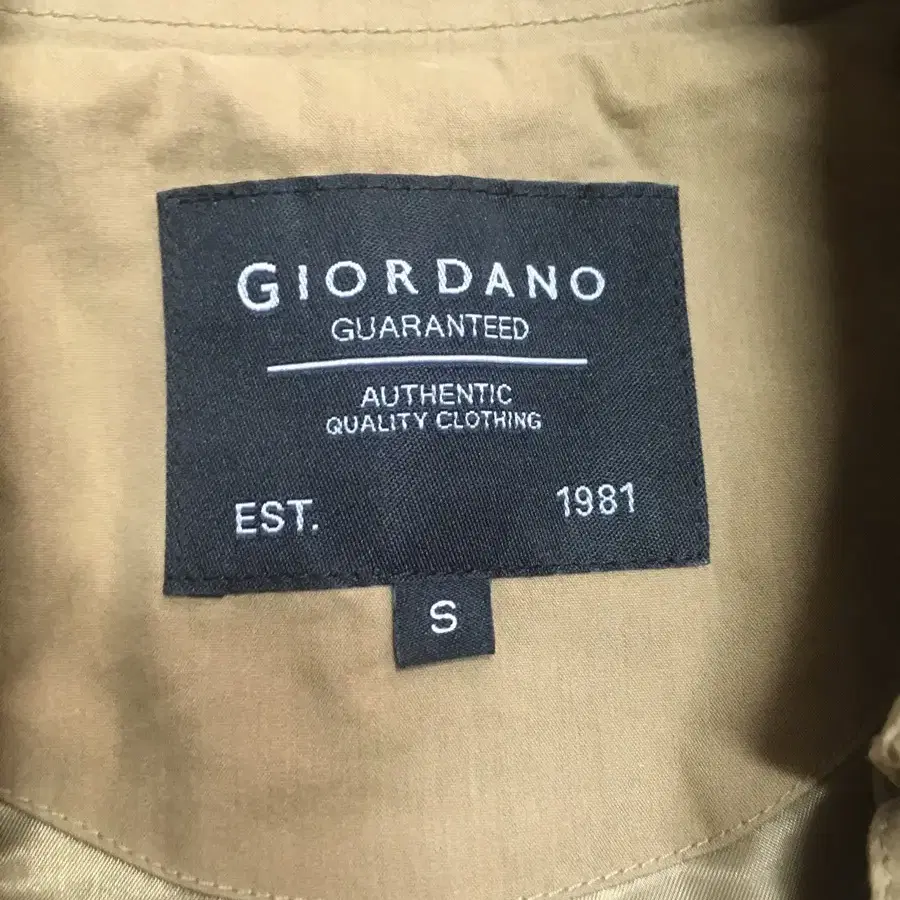 GIORDANO
GUARANTEED
AUTHENTIC
QUALITY CLOTHING
EST. 1981
S